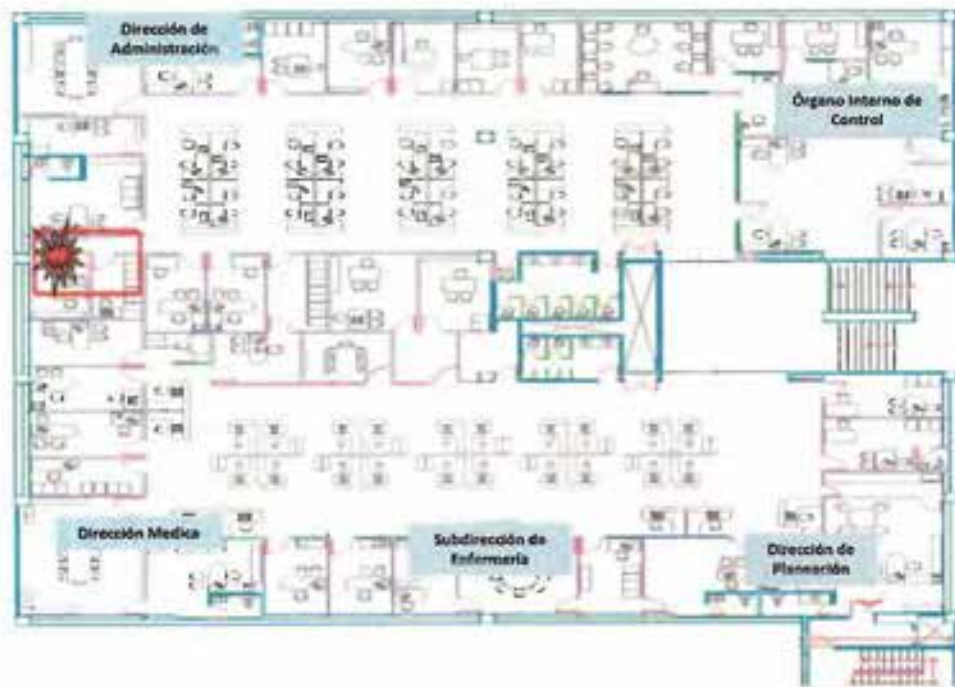 Dirección de
Administración
Órgano Interno de
Control
Dirección Medica
Subdirección de
Enfermería
Dirección de
Planeación